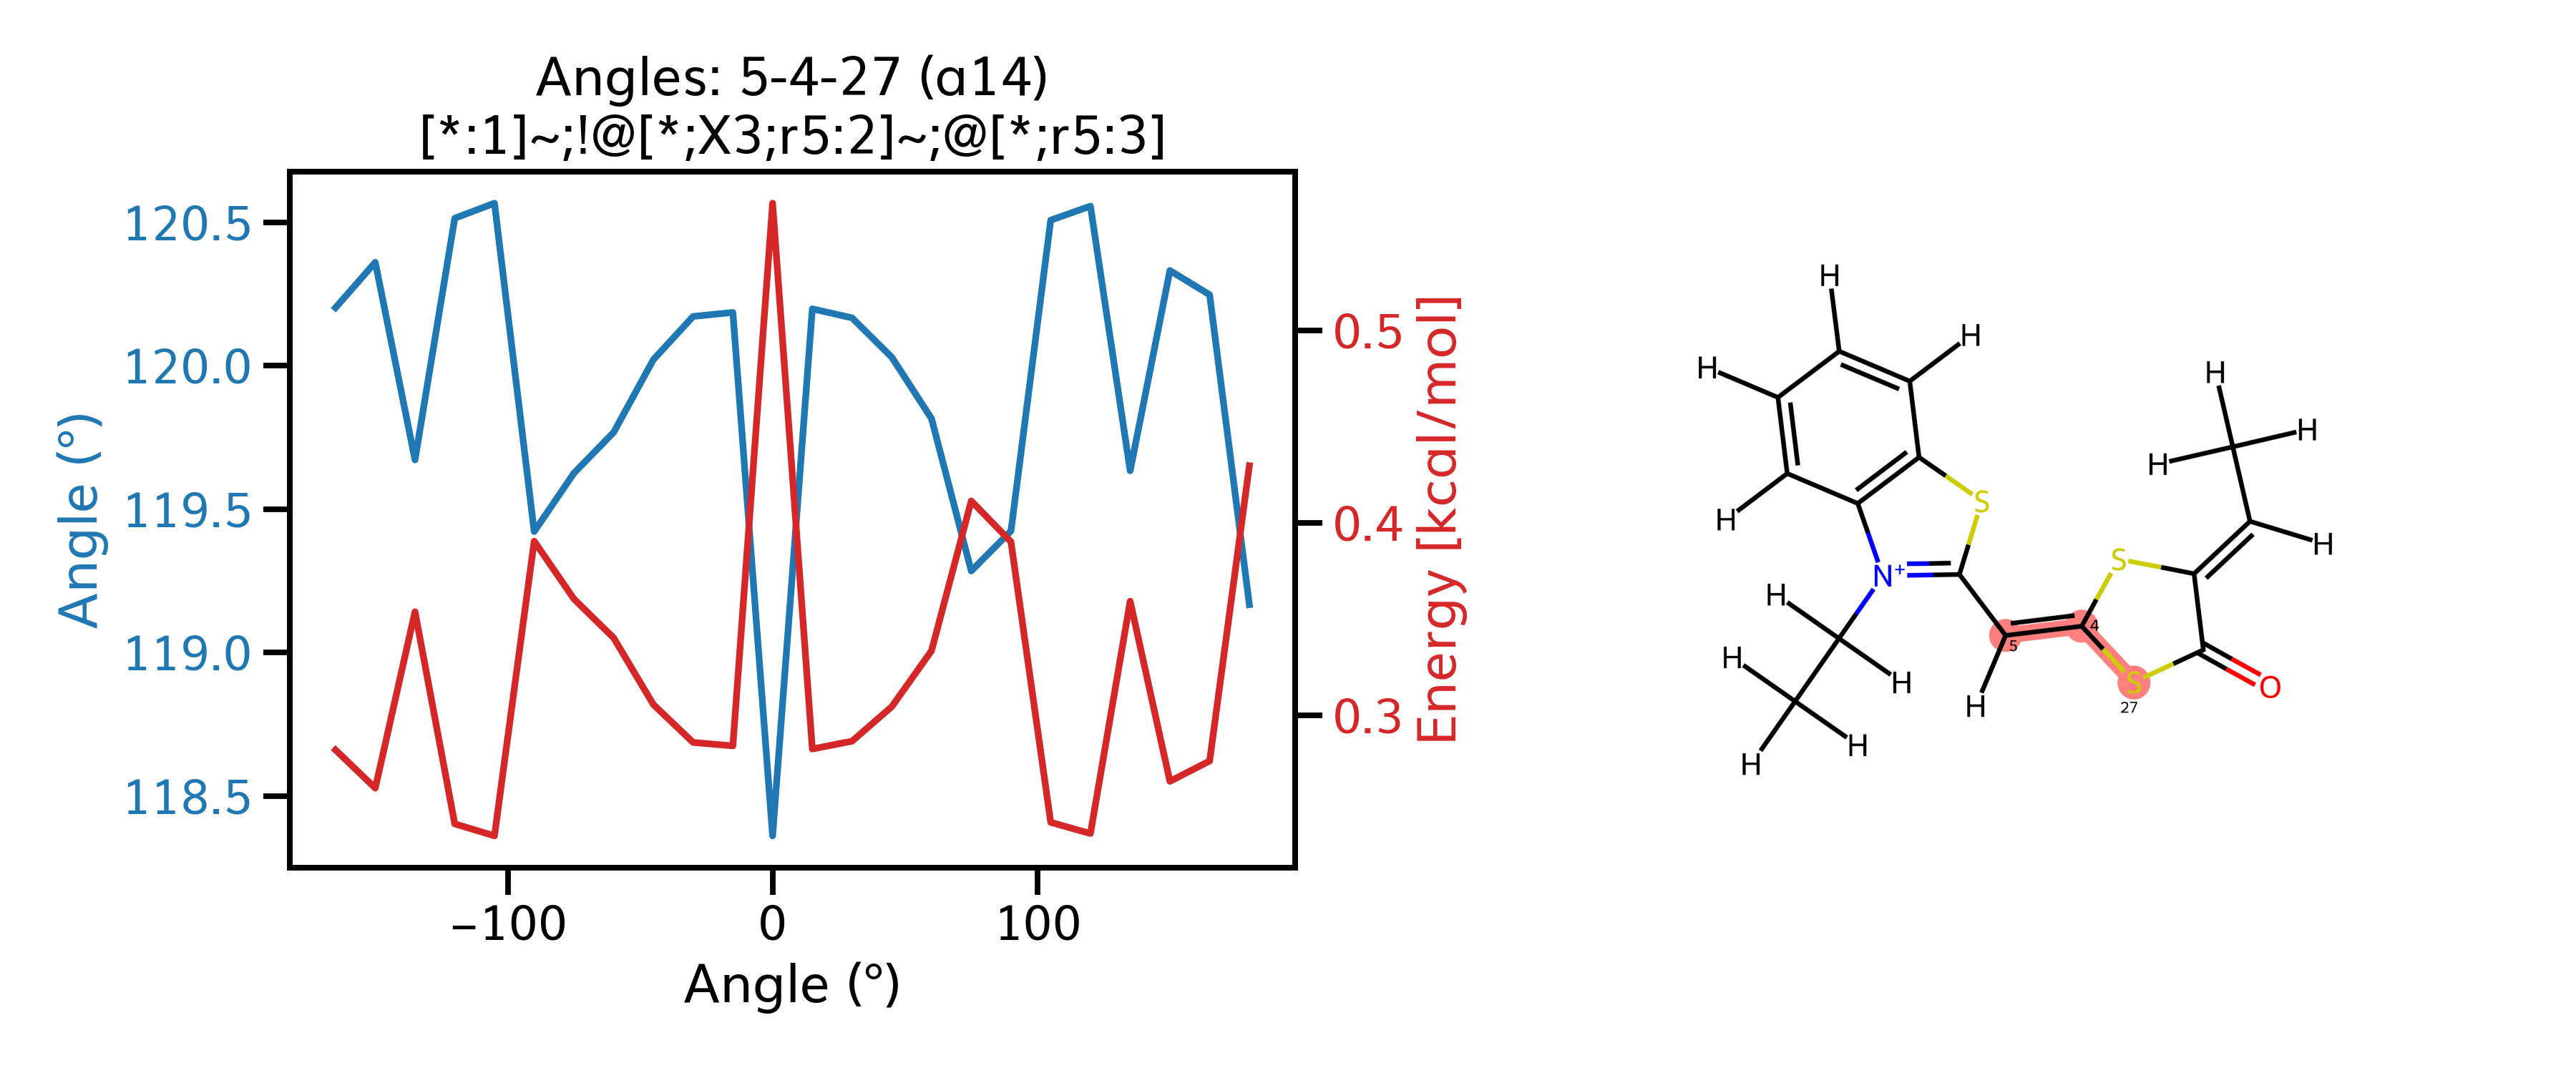 Angles: 5-4-27 (a14)
[*:1]~;!@[*;X3;r5:2]~;@[*;r5:3]
120.5
120.0
119.5
119.0
118.5
Angle (°)
−100
0
100
Angle (°)
0.5
0.4
0.3
Energy [kcal/mol]
H
H
H
H
H
H
H
H
S
S
N+
H
4
5
S
27
O
H
H
H
H
H